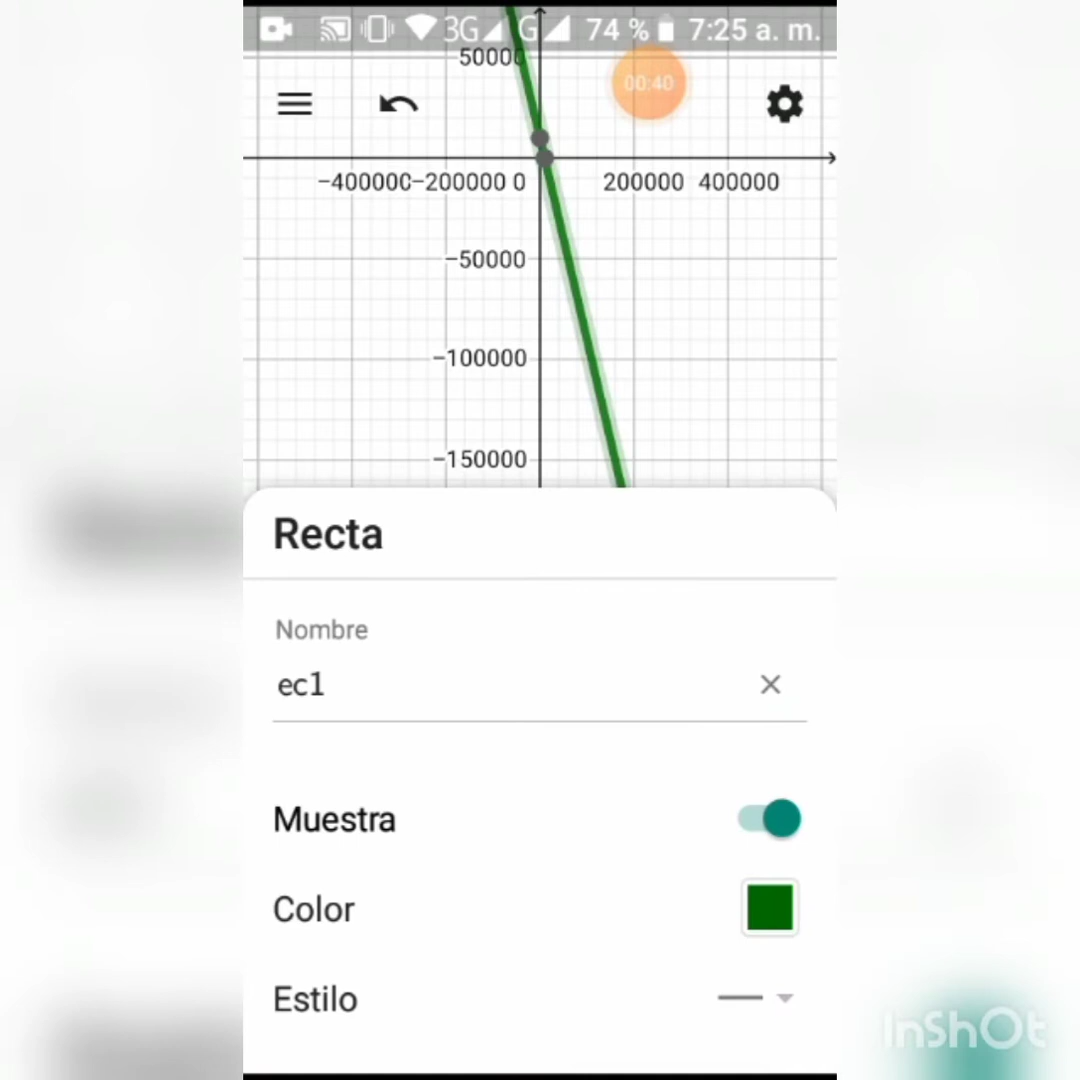 3G G 74 % 7:25 a. m.
50000
00:40
−400000 −200000 0 200000 400000
−50000
−100000
−150000
Recta
Nombre
ec1
Muestra
Color
Estilo
InShOt